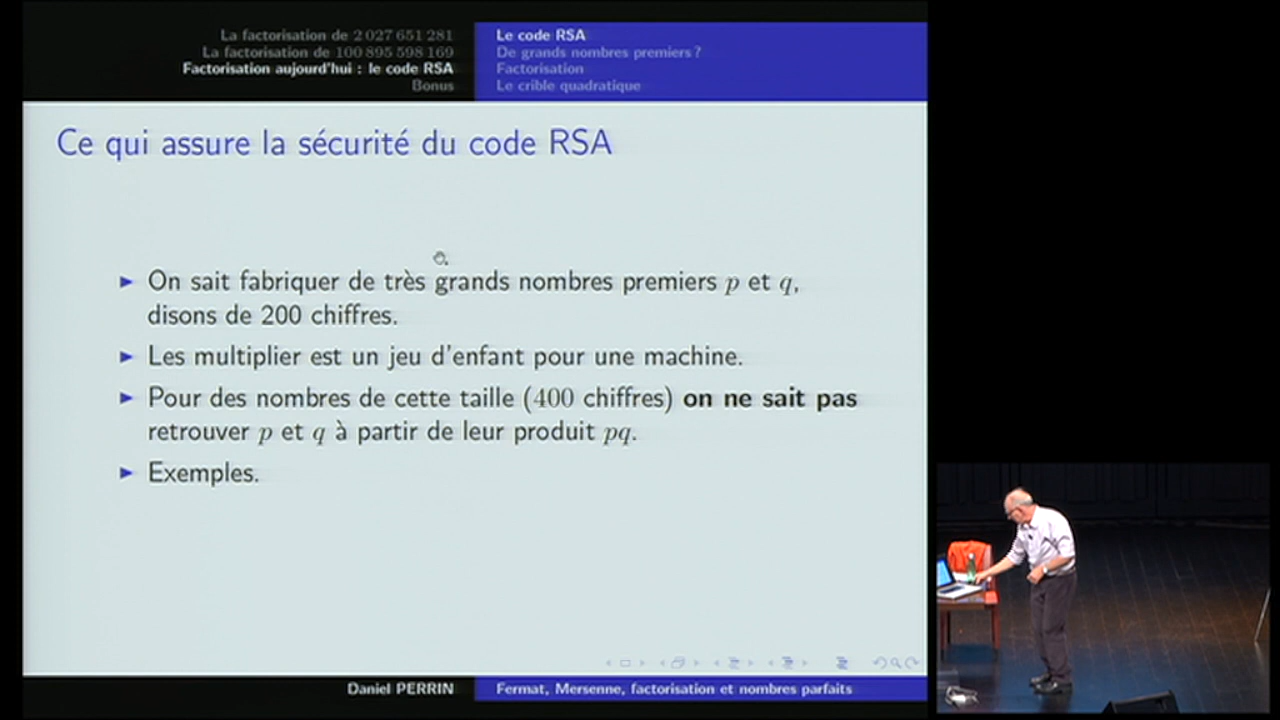 La factorisation de 2 027 651 281
La factorisation de 100 895 598 169
Factorisation aujourd'hui : le code RSA
Bonus
Le code RSA
De grands nombres premiers ?
Factorisation
Le crible quadratique
Ce qui assure la sécurité du code RSA
► On sait fabriquer de très grands nombres premiers p et q,
disons de 200 chiffres.
► Les multiplier est un jeu d'enfant pour une machine.
► Pour des nombres de cette taille (400 chiffres) on ne sait pas
retrouver p et q à partir de leur produit pq.
► Exemples.
Daniel PERRIN
Fermat, Mersenne, factorisation et nombres parfaits